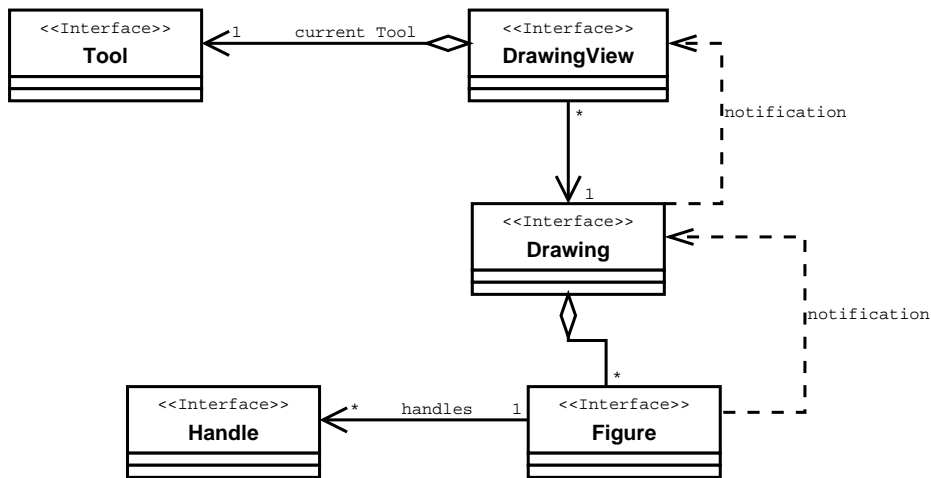 <<Interface>>
Tool
1
current Tool
<<Interface>>
DrawingView
*
notification
1
<<Interface>>
Drawing
notification
*
<<Interface>>
Handle
*
handles
1
<<Interface>>
Figure